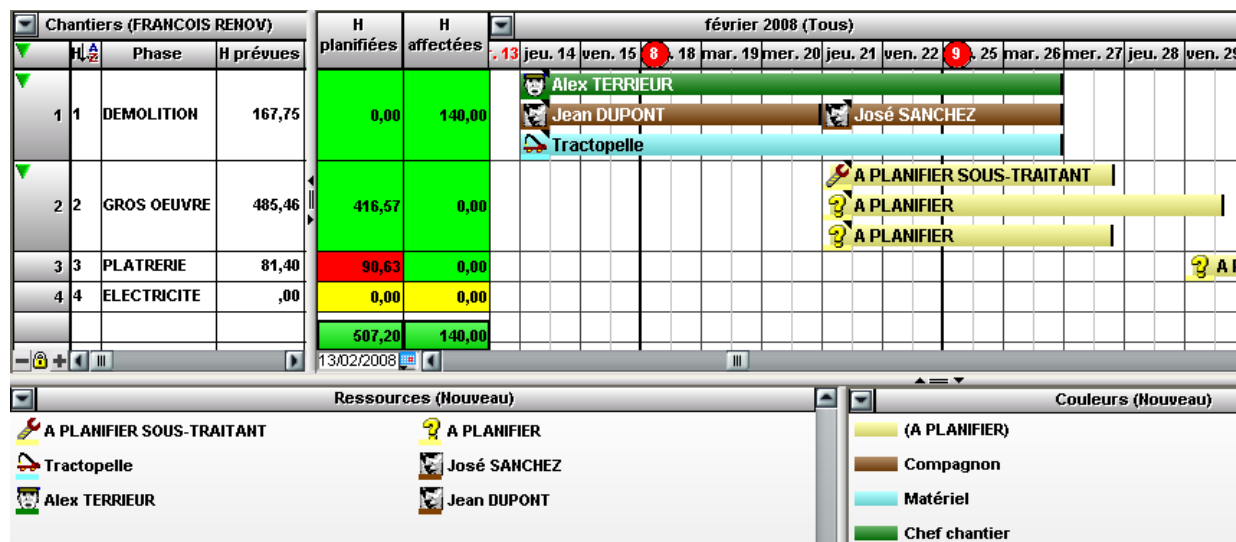 Chantiers (FRANCOIS RENOV) H planifiées H affectées février 2008 (Tous)
H Phase H prévues . 13 jeu. 14 ven. 15 8 . 18 mar. 19 mer. 20 jeu. 21 ven. 22 9 . 25 mar. 26 mer. 27 jeu. 28 ven. 29
Alex TERRIEUR
1 1 DEMOLITION 167,75 0,00 140,00 Jean DUPONT José SANCHEZ
Tractopelle
A PLANIFIER SOUS-TRAITANT
2 2 GROS OEUVRE 485,46 416,57 0,00 A PLANIFIER
A PLANIFIER
3 3 PLATRERIE 81,40 90,63 0,00 A
4 4 ELECTRICITE ,00 0,00 0,00
507,20 140,00
13/02/2008
Ressources (Nouveau) Couleurs (Nouveau)
A PLANIFIER SOUS-TRAITANT A PLANIFIER (A PLANIFIER)
Tractopelle José SANCHEZ Compagnon
Alex TERRIEUR Jean DUPONT Matériel
Chef chantier